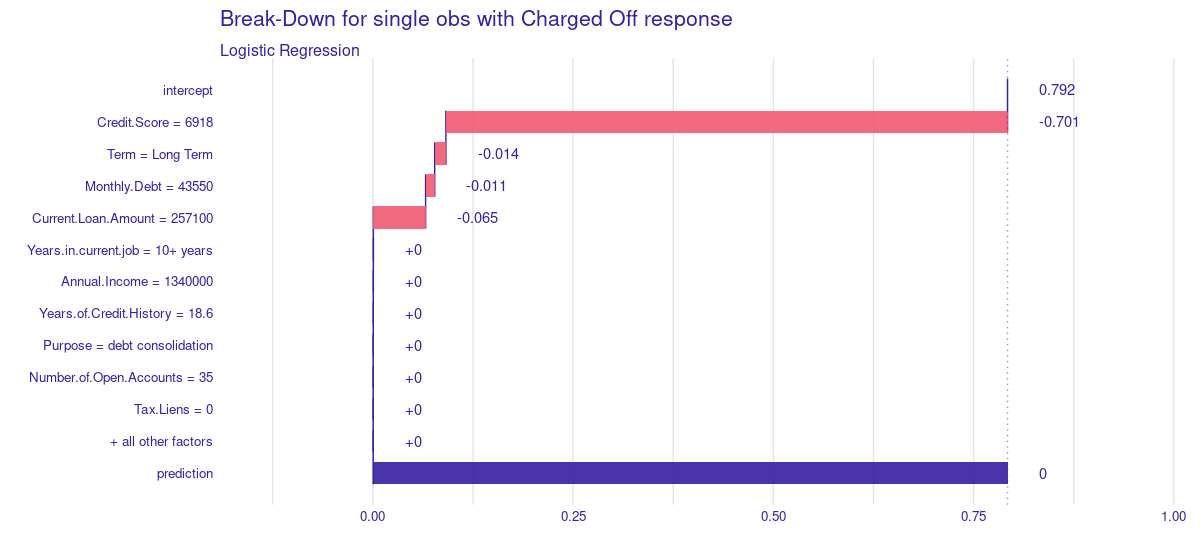 Break-Down for single obs with Charged Off response
Logistic Regression
intercept 0.792
Credit.Score = 6918 -0.701
Term = Long Term -0.014
Monthly.Debt = 43550 -0.011
Current.Loan.Amount = 257100 -0.065
Years.in.current.job = 10+ years +0
Annual.Income = 1340000 +0
Years.of.Credit.History = 18.6 +0
Purpose = debt consolidation +0
Number.of.Open.Accounts = 35 +0
Tax.Liens = 0 +0
+ all other factors +0
prediction 0
0.00 0.25 0.50 0.75 1.00